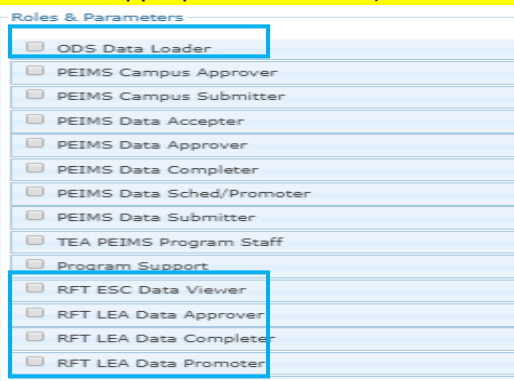 Roles & Parameters
ODS Data Loader
PEIMS Campus Approver
PEIMS Campus Submitter
PEIMS Data Accepter
PEIMS Data Approver
PEIMS Data Completer
PEIMS Data Sched/Promoter
PEIMS Data Submitter
TEA PEIMS Program Staff
Program Support
RFT ESC Data Viewer
RFT LEA Data Approver
RFT LEA Data Completer
RFT LEA Data Promoter